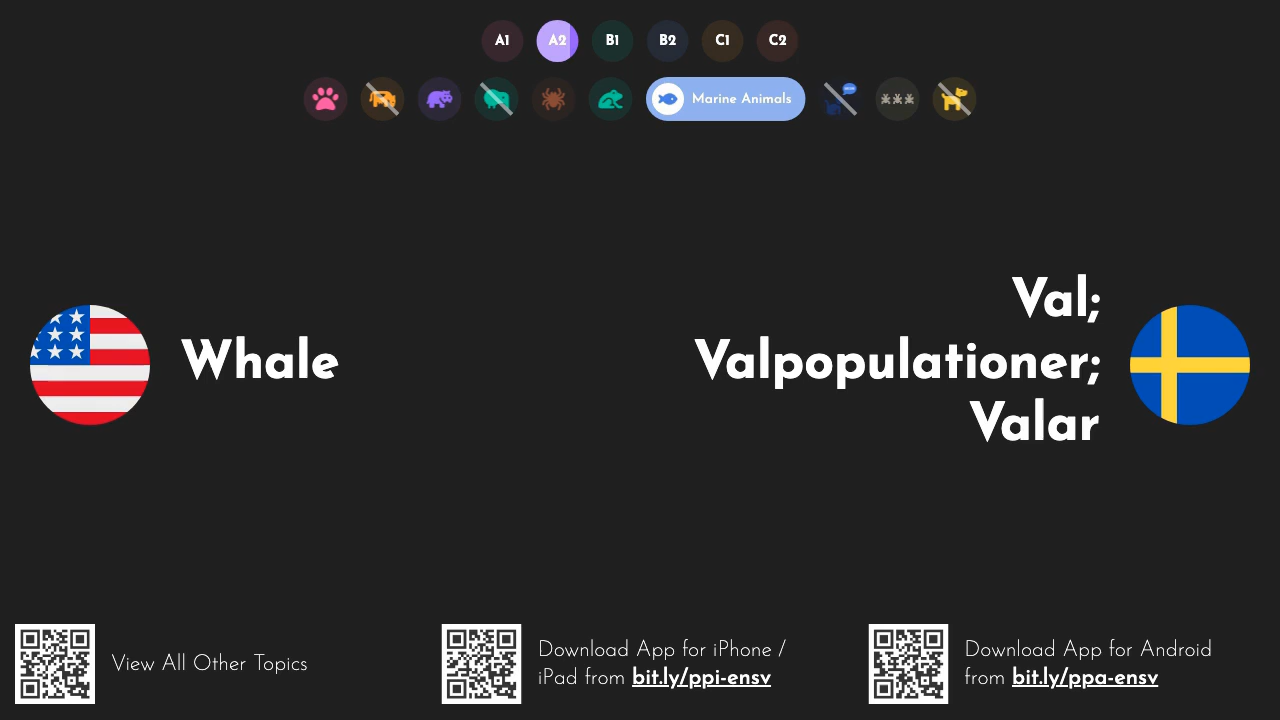 A1 A2 B1 B2 C1 C2
Marine Animals
Whale
Val;
Valpopulationer;
Valar
View All Other Topics
Download App for iPhone /
iPad from bit.ly/ppi-ensv
Download App for Android
from bit.ly/ppa-ensv